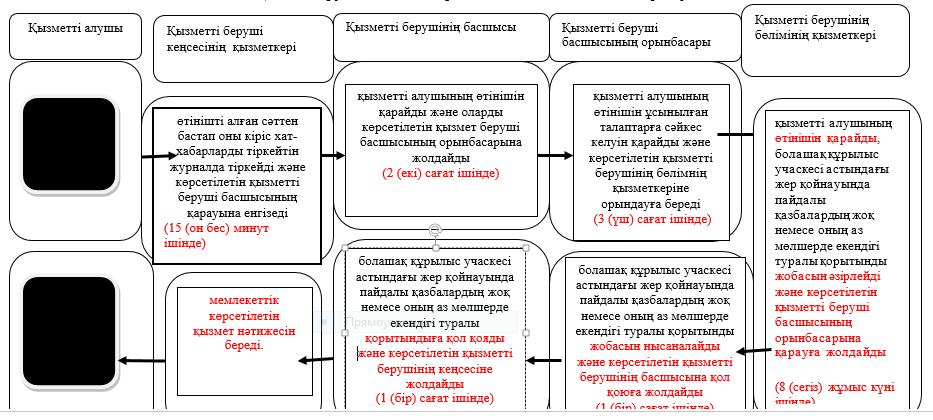 Қызметті алушы
Қызметті беруші
кеңсесінің қызметкері
Қызметті берушінің басшысы
Қызметті беруші
басшысының орынбасары
Қызметті берушінің
бөлімінің қызметкері
өтінішті алған сәттен
бастап оны кіріс хат-
хабарларды тіркейтін
журналда тіркейді және
көрсетілетін қызметті
беруші басшысының
қарауына енгізеді
(15 (он бес) минут
ішінде)
қызметті алушының өтінішін
қарайды және оларды
көрсетілетін қызмет беруші
басшысының орынбасарына
жолдайды
(2 (екі) сағат ішінде)
қызметті алушының
өтінішін ұсынылған
талаптарға сәйкес
келуін қарайды және
көрсетілетін қызметті
берушінің бөлімнің
қызметкеріне
орындауға береді
(3 (үш) сағат ішінде)
қызметті алушының
өтінішін қарайды,
болашақ құрылыс
учаскесі астындағы
жер қойнауында
пайдалы
қазбалардың жоқ
немесе оның аз
мөлшерде екендігі
туралы қорытынды
жобасын әзірлейді
және көрсетілетін
қызметті беруші
басшысының
орынбасарына
қарауға жолдайды
(8 (сегіз) жұмыс күні
ішінде)
болашақ құрылыс учаскесі
астындағы жер қойнауында
пайдалы қазбалардың жоқ
немесе оның аз мөлшерде
екендігі туралы қорытынды
жобасын нысаналайды
және көрсетілетін қызметті
берушінің басшысына қол
қоюға жолдайды
(1 (бір) сағат ішінде)
болашақ құрылыс учаскесі
астындағы жер қойнауында
пайдалы қазбалардың жоқ
немесе оның аз мөлшерде
екендігі туралы
қорытындыға қол қояды
және көрсетілетін қызметті
берушінің кеңсесіне
жолдайды
(1 (бір) сағат ішінде)
мемлекеттік
көрсетілетін
қызмет нәтижесін
береді.